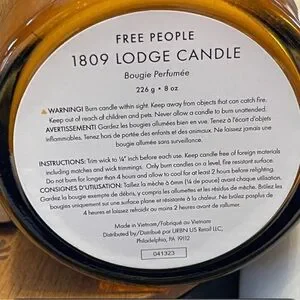 FREE PEOPLE
1809 LODGE CANDLE
Bougie Perfumée
226 g • 8 oz
⚠ WARNING! Burn candle within sight. Keep away from objects that can catch fire.
Keep out of reach of children and pets. Never allow a candle to burn unattended.
AVERTISSEMENT! Gardez les bougies allumées bien en vue. Tenez à l'écart d'objets
inflammables. Tenez hors de portée des enfants et des animaux. Ne laissez jamais une
bougie allumée sans surveillance.
INSTRUCTIONS: Trim wick to ¼" inch before each use. Keep candle free of foreign materials
including matches and wick trimmings. Only burn candles on a level, fire resistant surface.
Do not burn for longer than 4 hours and allow to cool for at least 2 hours before relighting.
CONSIGNES D'UTILISATION: Taillez la mèche à 6mm (¼ de pouce) avant chaque utilisation.
Gardez la bougie exempte de débris, y compris les allumettes et les résidus de mèche. Brûlez les
bougies uniquement sur une surface plane et résistante à la chaleur. Ne brûlez pas plus de
4 heures et laissez refroidir au moins 2 heures avant d'allumer.
Made in Vietnam/Fabriqué au Vietnam
Distributed by/Distribué par URBN US Retail LLC,
Philadelphia, PA 19112
041323